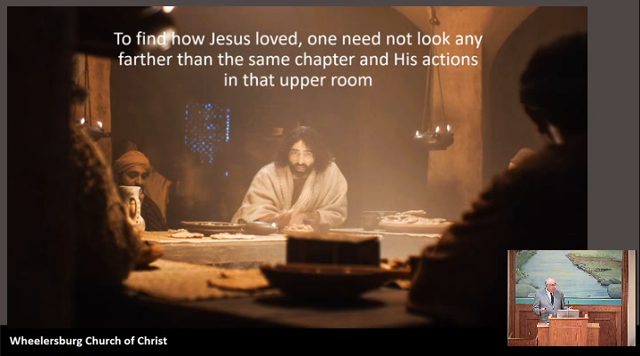 To find how Jesus loved, one need not look any
farther than the same chapter and His actions
in that upper room
Wheelersburg Church of Christ